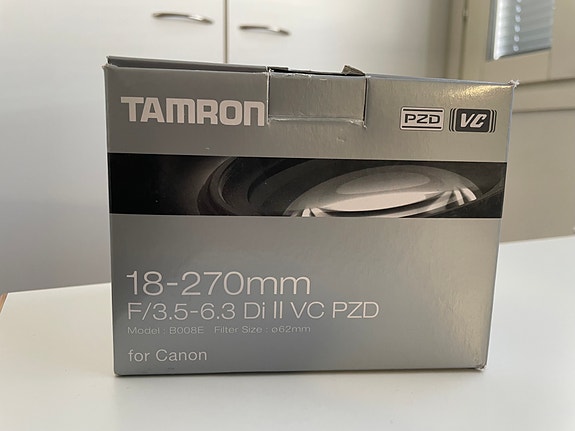 TAMRON
PZD VC
18-270mm
F/3.5-6.3 Di II VC PZD
Model : B008E Filter Size : ø62mm
for Canon